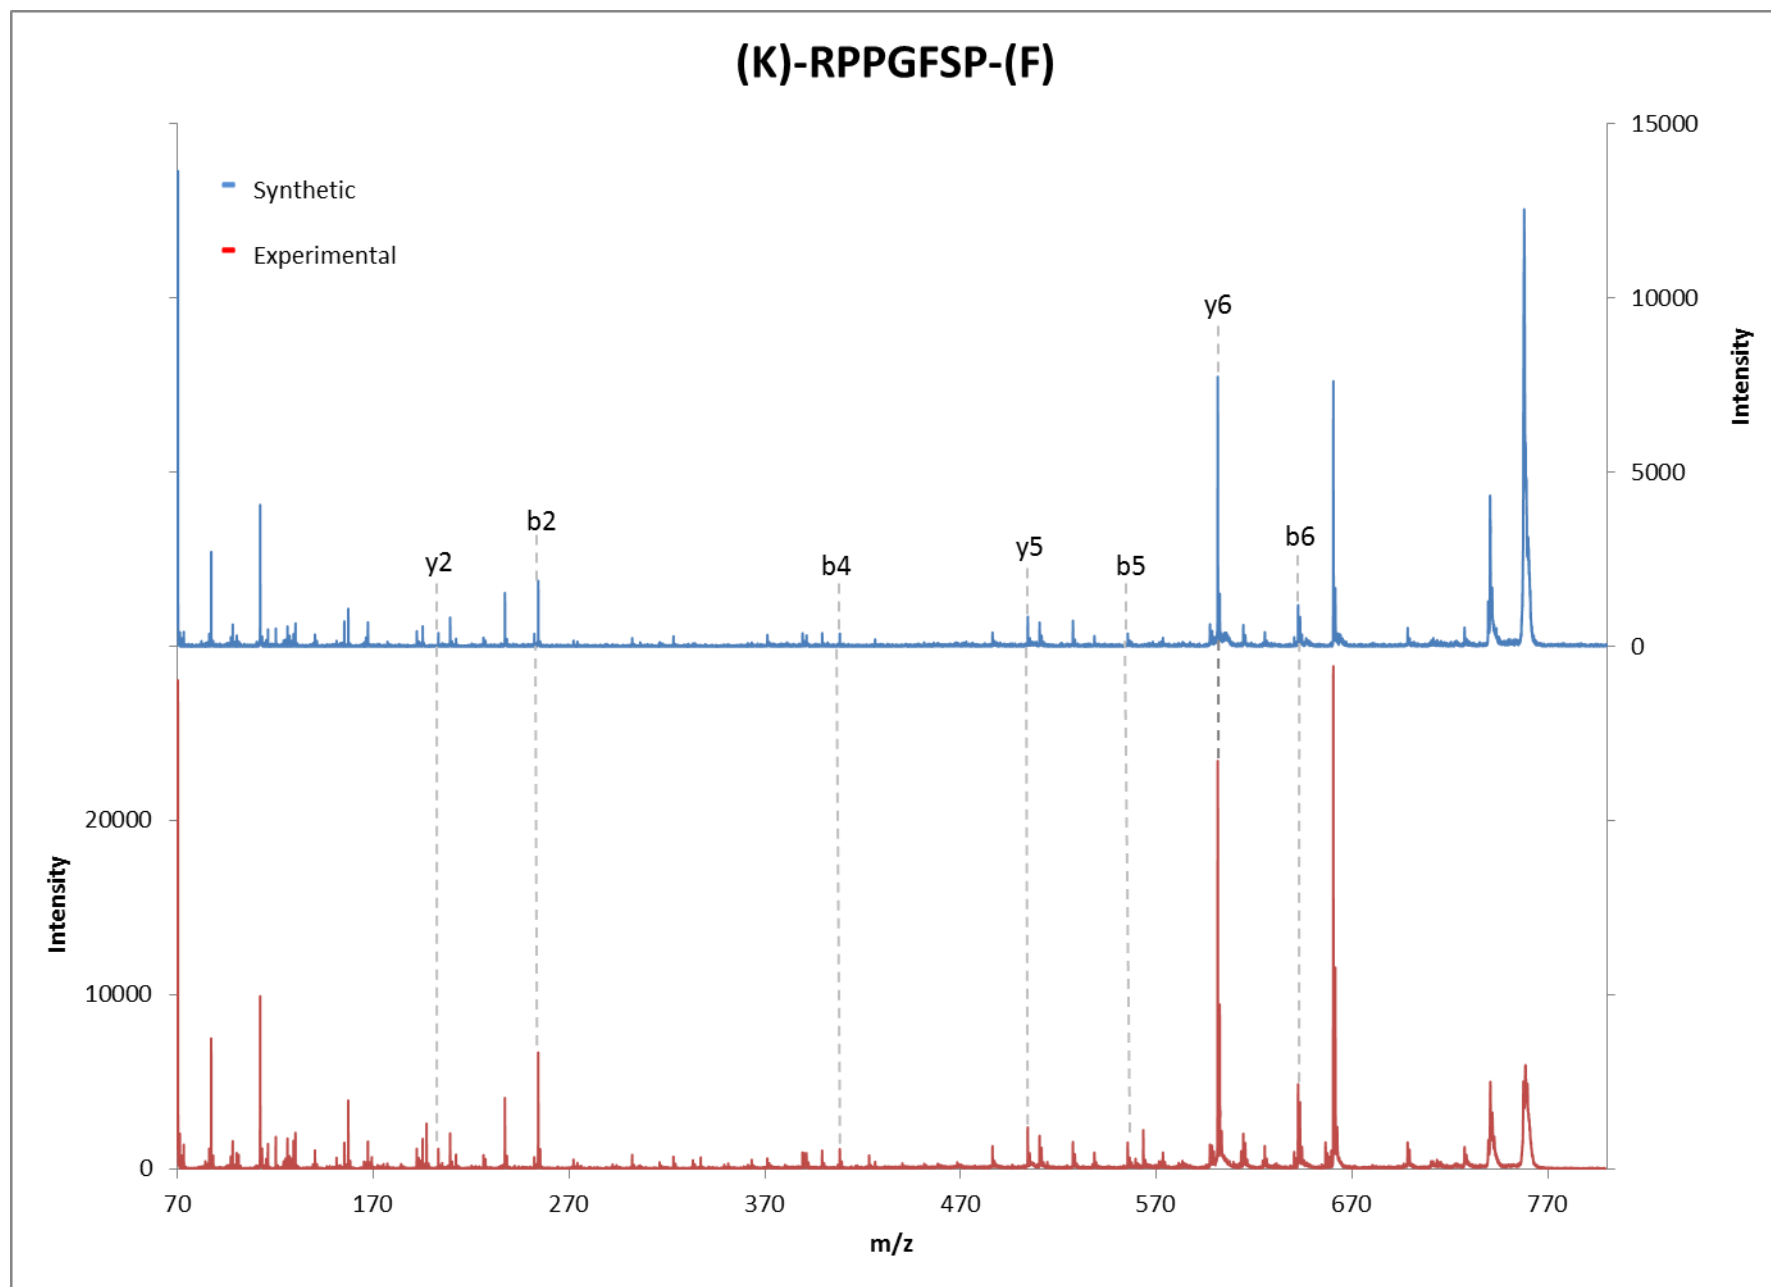 (K)-RPPGFSP-(F)
15000
Synthetic
Experimental
10000
y6
Intensity
5000
b2
y2
b4
y5
b5
b6
0
20000
Intensity
10000
0
70 170 270 370 470 570 670 770
m/z